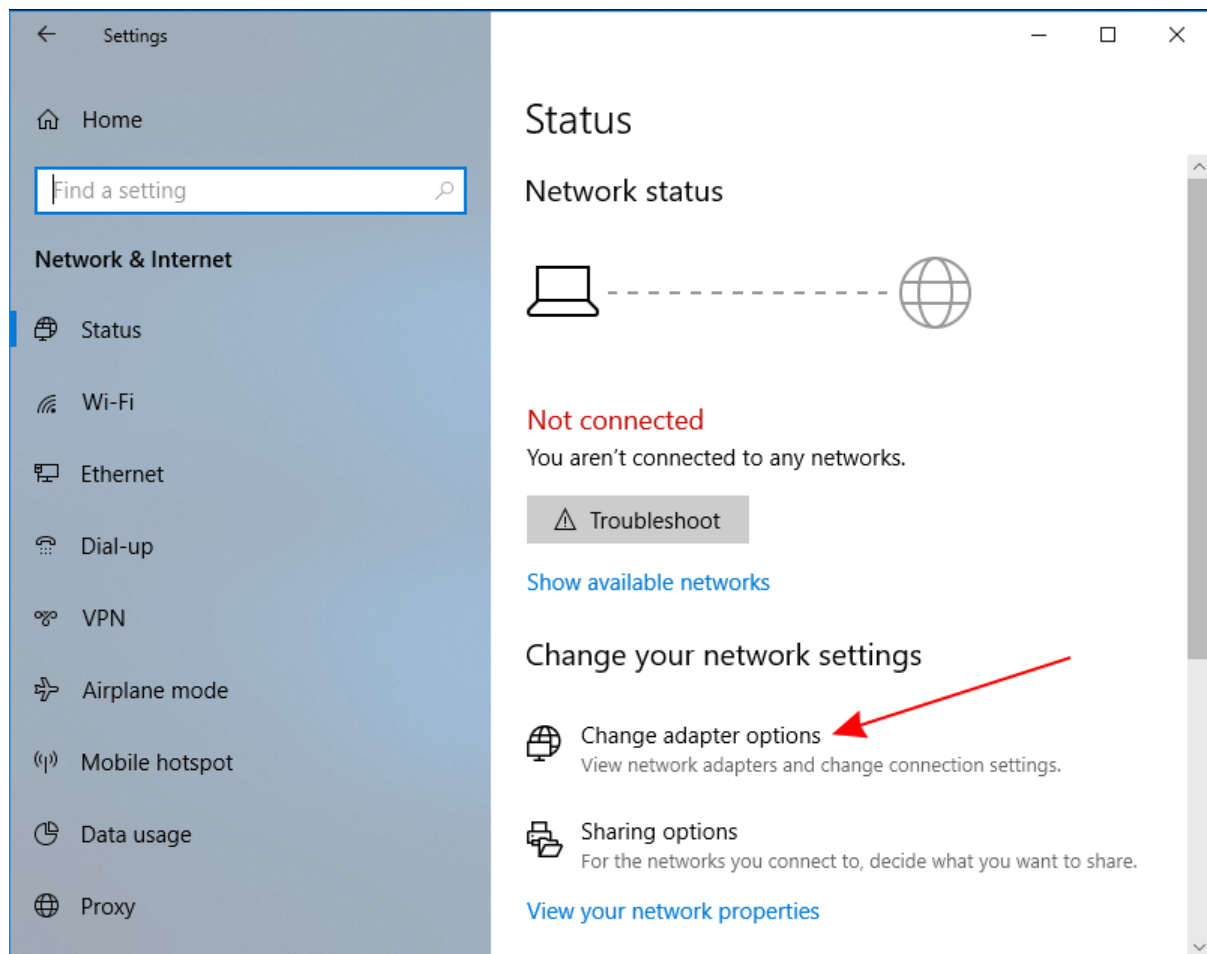 Settings
Home
Find a setting
Network & Internet
Status
Wi-Fi
Ethernet
Dial-up
VPN
Airplane mode
Mobile hotspot
Data usage
Proxy
Status
Network status
Not connected
You aren't connected to any networks.
Troubleshoot
Show available networks
Change your network settings
Change adapter options
View network adapters and change connection settings.
Sharing options
For the networks you connect to, decide what you want to share.
View your network properties